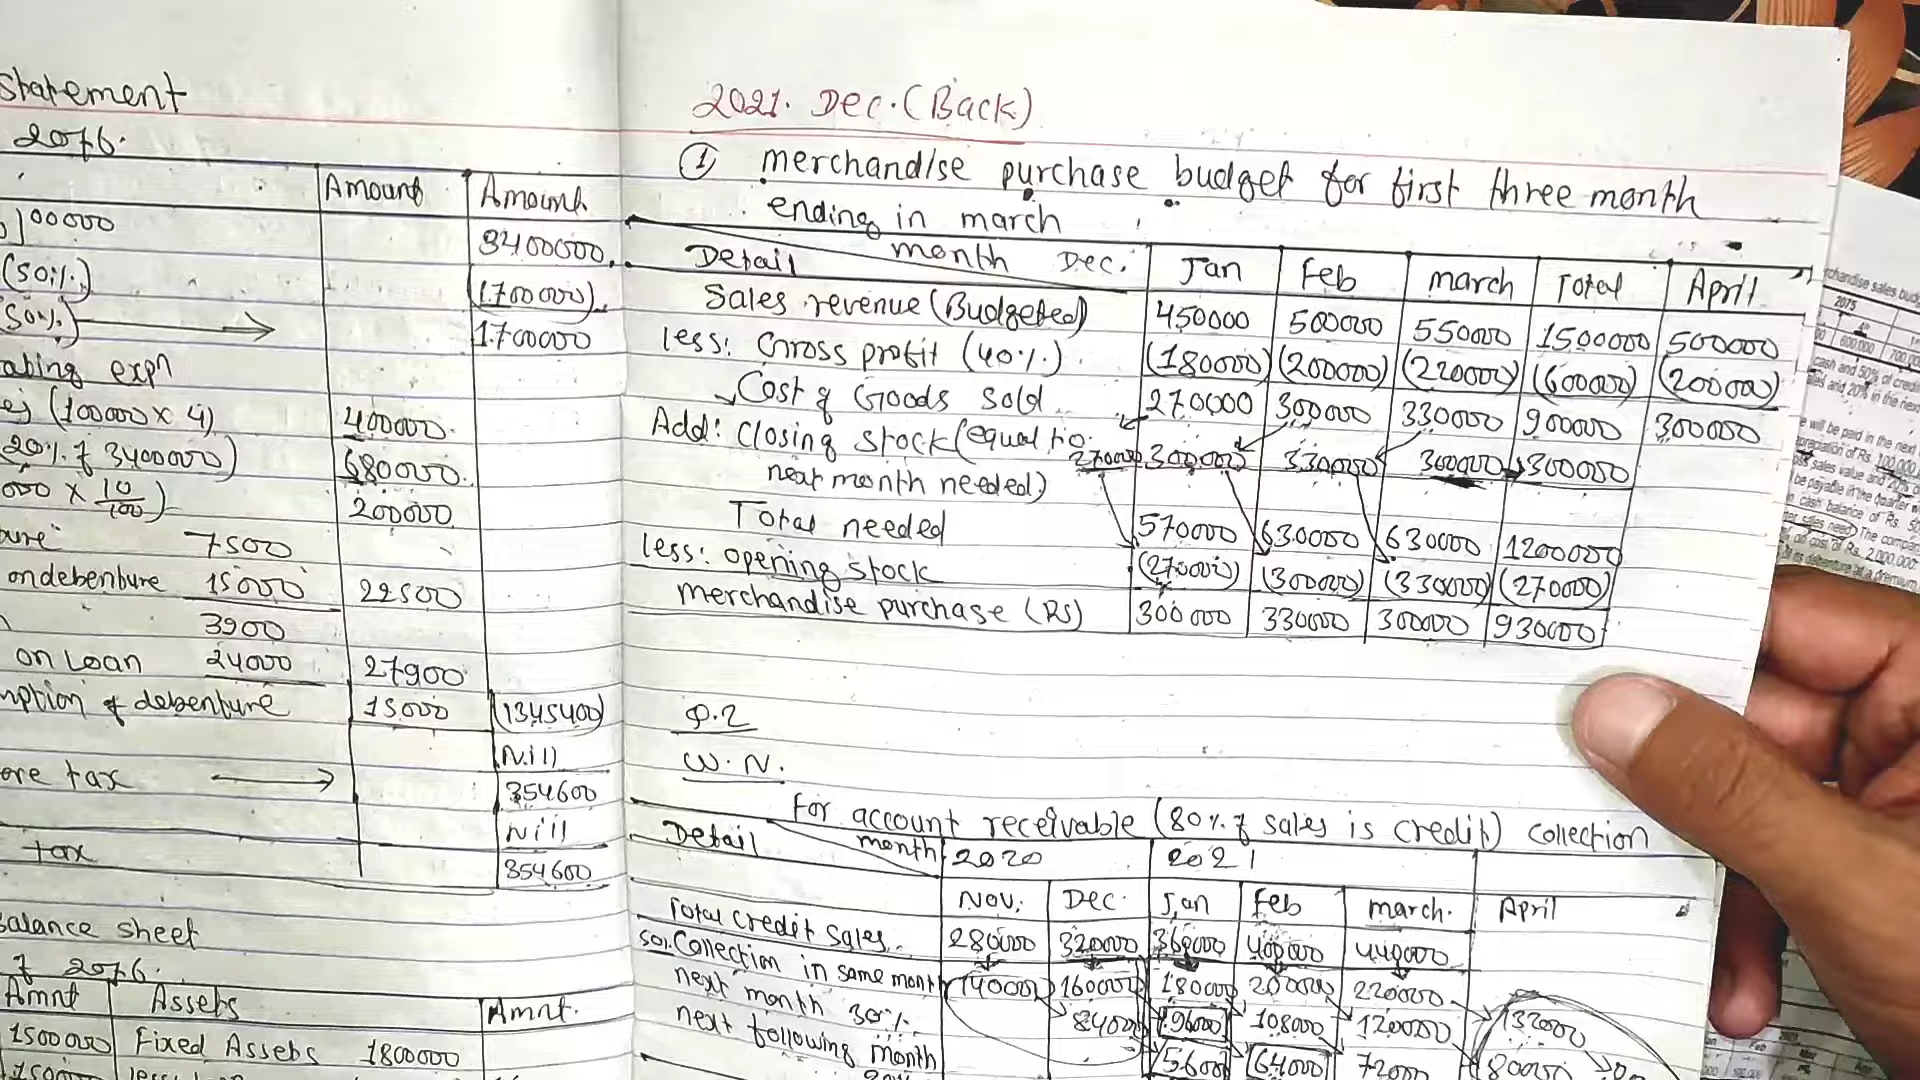 statement
2076.
Amount Amount
100000
3400000
(50%) (1700000)
(50%) 1700000
ating expn
(100000 x 4) 400000
20% of 3400000) 680000
000 x 10/100) 200000
ure 7500
on debenture 15000 22500
3900
on Loan 24000 27900
mption of debenture 15000 (1345400)
Nill
ore tax 354600
Nill
tax 354600
Balance sheet
of 2076.
Amnt Assets Amnt.
1500000 Fixed Assets 1800000
2021. Dec. (Back)
① merchandise purchase budget for first three month
ending in march
Detail month Dec. Jan Feb march Total April
Sales revenue (Budgeted) 450000 500000 550000 1500000 500000
less: Gross profit (40%) (180000) (200000) (220000) (600000) (200000)
Cost of Goods sold 270000 300000 330000 900000 300000
Add: closing stock (equal to
next month needed) 270000 300000 330000 300000 300000
Total needed 570000 630000 630000 1200000
less: opening stock (270000) (300000) (330000) (270000)
merchandise purchase (Rs) 300000 330000 300000 930000
Q.2
W.N.
For account receivable (80% of sales is credit) collection
Detail month 2020 2021
Nov. Dec. Jan Feb march. April
Total credit sales 280000 320000 360000 400000 440000
50% Collection in same month 140000 160000 180000 200000 220000
next month 30% 84000 96000 108000 120000 132000
next following month 56000 64000 72000 80000